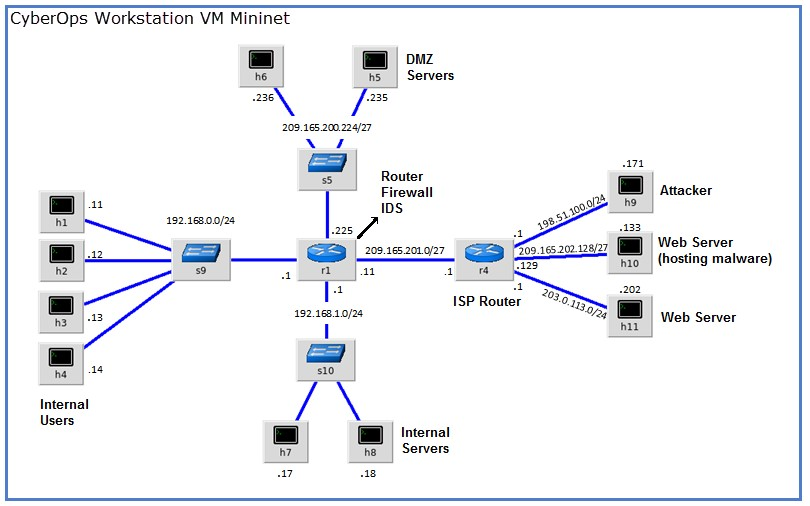 CyberOps Workstation VM Mininet
h6
h5
DMZ
Servers
.236
.235
209.165.200.224/27
s5
Router
Firewall
IDS
.171
h9
Attacker
.11
h1
192.168.0.0/24
.225
.1
198.51.100.0/24
.133
h2
.12
s9
.1
r1
.11
209.165.201.0/27
.1
r4
209.165.202.128/27
.129
h10
Web Server
(hosting malware)
.1
.1
203.0.113.0/24
.202
h11
Web Server
ISP Router
h3
.13
192.168.1.0/24
h4
.14
s10
Internal
Users
h7
h8
Internal
Servers
.17
.18